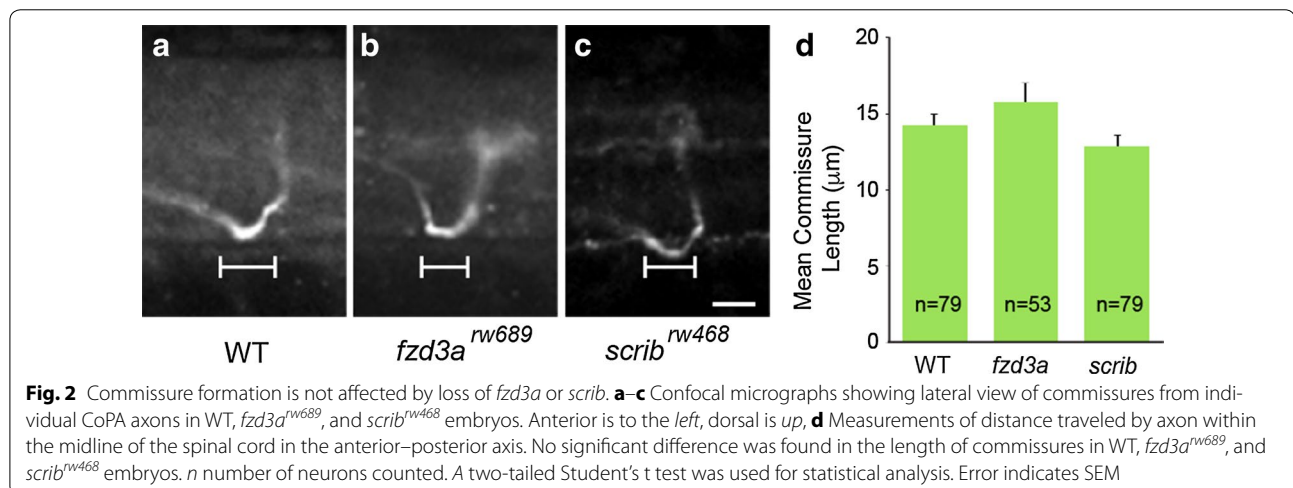 a
b
c
WT
fzd3a rw689
scrib rw468
d
Mean Commissure
Length (µm)
20
15
10
5
0
n=79
n=53
n=79
WT
fzd3a
scrib
Fig. 2 Commissure formation is not affected by loss of fzd3a or scrib. a–c Confocal micrographs showing lateral view of commissures from indi-
vidual CoPA axons in WT, fzd3a^rw689, and scrib^rw468 embryos. Anterior is to the left, dorsal is up, d Measurements of distance traveled by axon within
the midline of the spinal cord in the anterior–posterior axis. No significant difference was found in the length of commissures in WT, fzd3a^rw689, and
scrib^rw468 embryos. n number of neurons counted. A two-tailed Student's t test was used for statistical analysis. Error indicates SEM